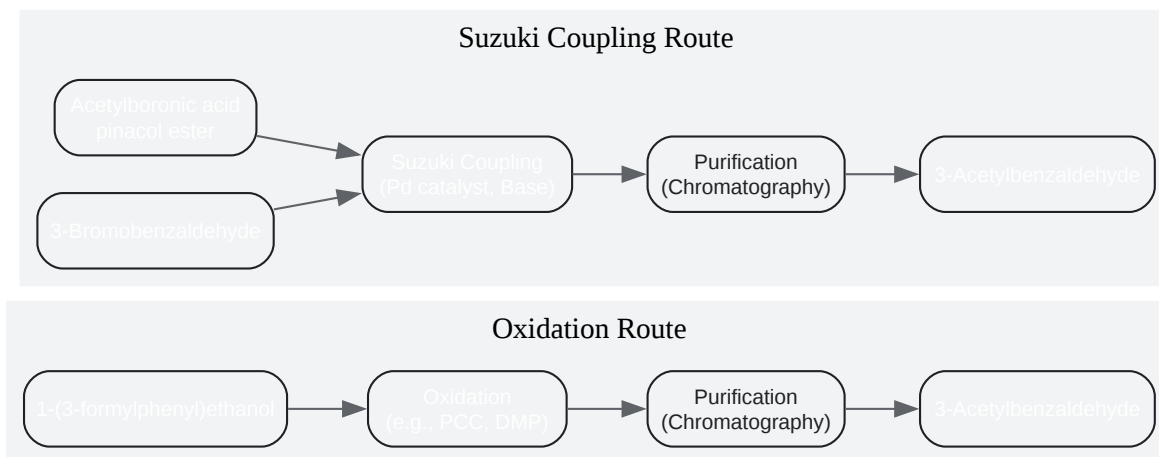 Suzuki Coupling Route
Acetylboronic acid
pinacol ester
3-Bromobenzaldehyde
Suzuki Coupling
(Pd catalyst, Base)
Purification
(Chromatography)
3-Acetylbenzaldehyde
Oxidation Route
1-(3-formylphenyl)ethanol
Oxidation
(e.g., PCC, DMP)
Purification
(Chromatography)
3-Acetylbenzaldehyde